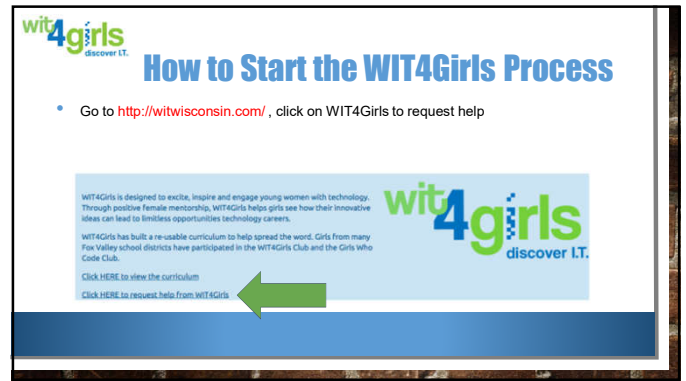 wit4girls
discover I.T.
How to Start the WIT4Girls Process
• Go to http://witwisconsin.com/ , click on WIT4Girls to request help
WIT4Girls is designed to excite, inspire and engage young women with technology.
Through positive female mentorship, WIT4Girls helps girls see how their innovative
ideas can lead to limitless opportunities technology careers.
WIT4Girls has built a re-usable curriculum to help spread the word. Girls from many
Fox Valley school districts have participated in the WIT4Girls Club and the Girls Who
Code Club.
Click HERE to view the curriculum
Click HERE to request help from WIT4Girls
wit4girls
discover I.T.